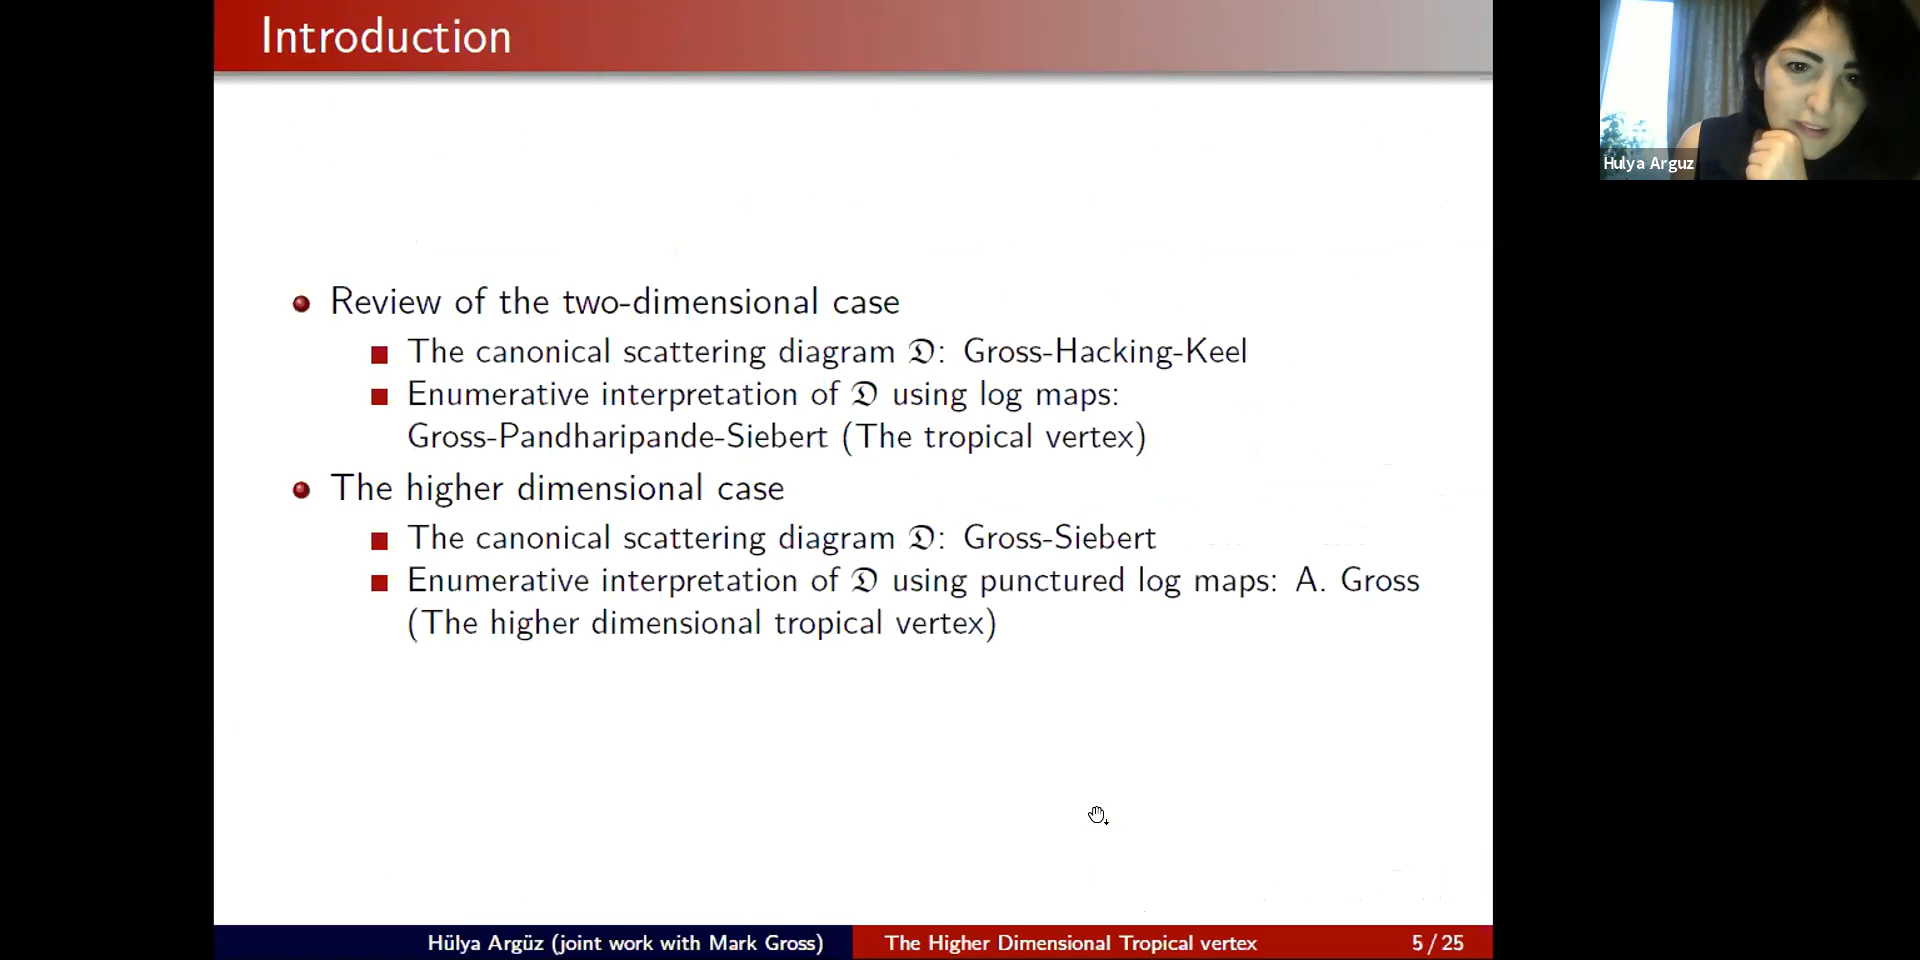 Introduction
Hulya Arguz
Review of the two-dimensional case
The canonical scattering diagram 𝔇: Gross-Hacking-Keel
Enumerative interpretation of 𝔇 using log maps:
Gross-Pandharipande-Siebert (The tropical vertex)
The higher dimensional case
The canonical scattering diagram 𝔇: Gross-Siebert
Enumerative interpretation of 𝔇 using punctured log maps: A. Gross
(The higher dimensional tropical vertex)
Hülya Argüz (joint work with Mark Gross)
The Higher Dimensional Tropical vertex
5 / 25